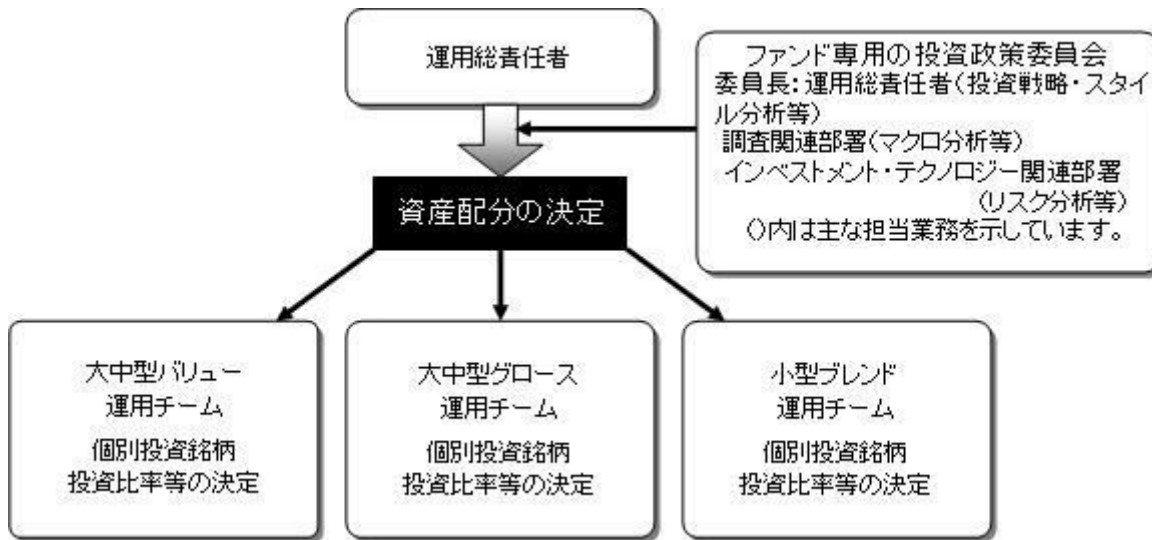 運用総責任者
ファンド専用の投資政策委員会
委員長:運用総責任者(投資戦略・スタイ
ル分析等)
調査関連部署(マクロ分析等)
インベストメント・テクノロジー関連部署
(リスク分析等)
()内は主な担当業務を示しています。
資産配分の決定
大中型バリュー
運用チーム
個別投資銘柄
投資比率等の決定
大中型グロース
運用チーム
個別投資銘柄
投資比率等の決定
小型ブレンド
運用チーム
個別投資銘柄
投資比率等の決定